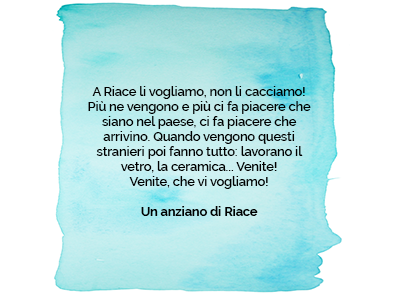 A Riace li vogliamo, non li cacciamo!
Più ne vengono e più ci fa piacere che
siano nel paese, ci fa piacere che
arrivino. Quando vengono questi
stranieri poi fanno tutto: lavorano il
vetro, la ceramica... Venite!
Venite, che vi vogliamo!
Un anziano di Riace